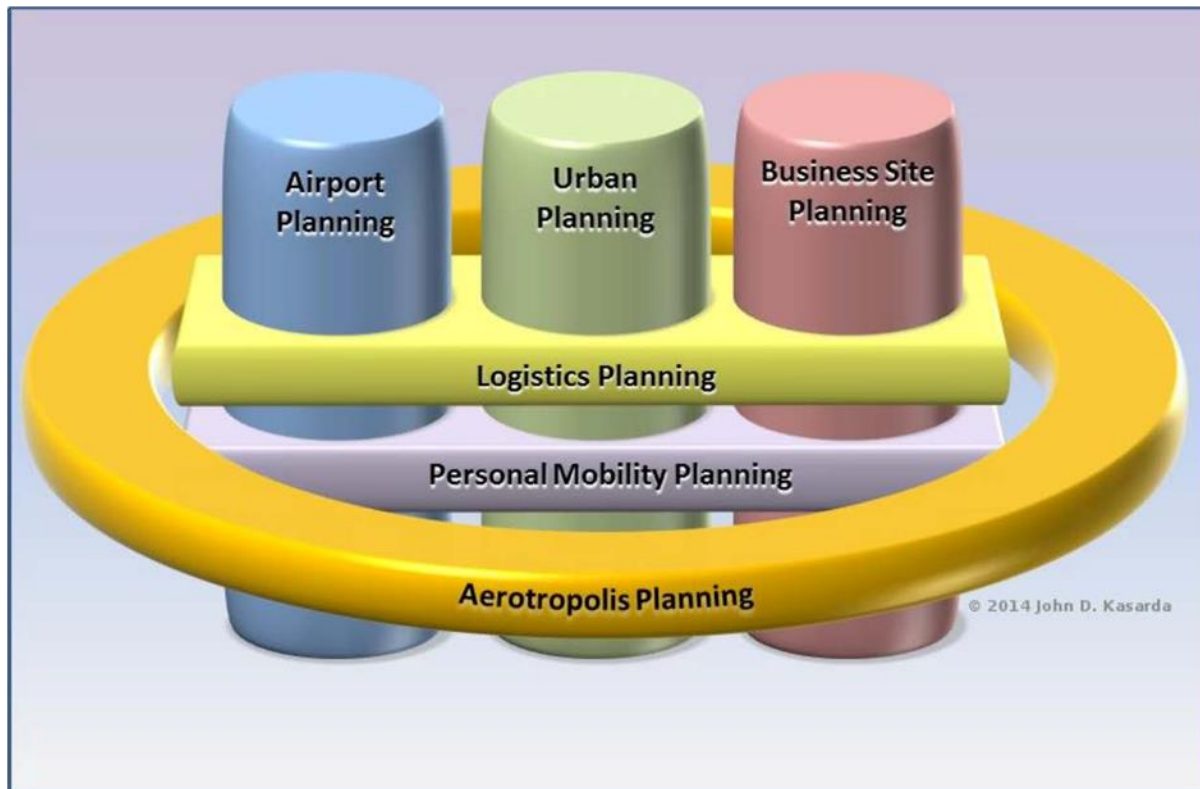 Airport
Planning
Urban
Planning
Business Site
Planning
Logistics Planning
Personal Mobility Planning
Aerotropolis Planning
© 2014 John D. Kasarda